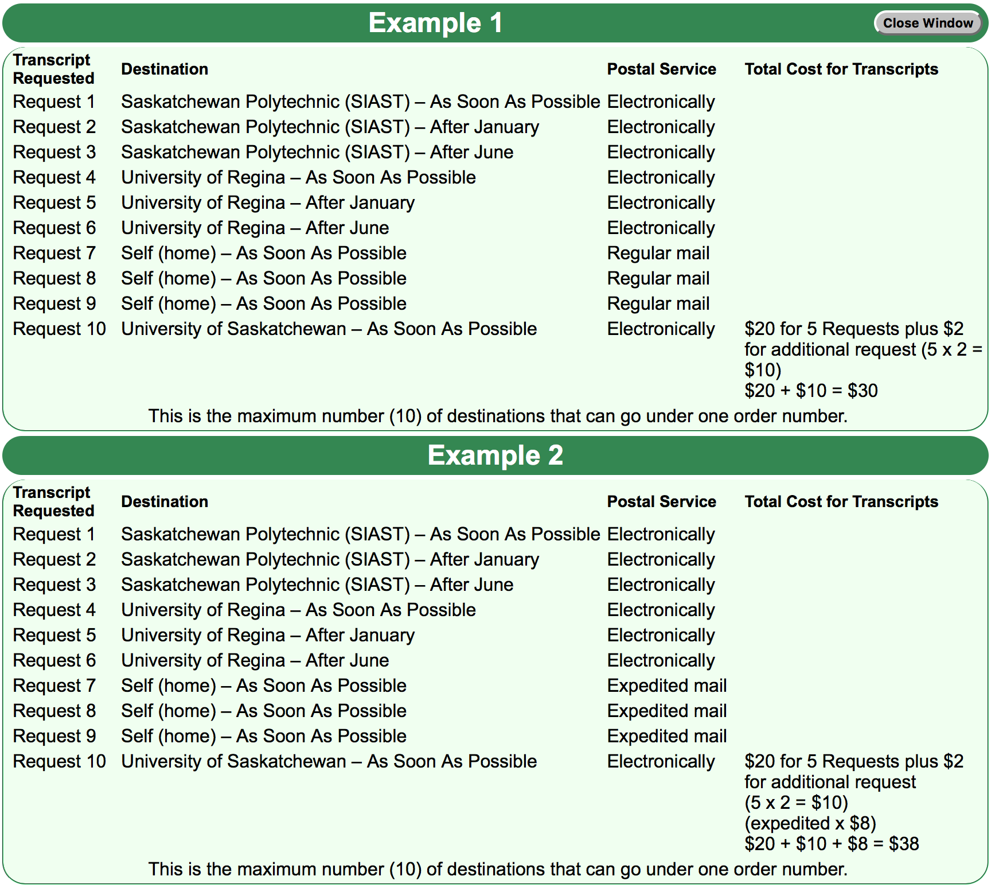 Example 1
Close Window
Transcript Requested Destination Postal Service Total Cost for Transcripts
Request 1 Saskatchewan Polytechnic (SIAST) – As Soon As Possible Electronically
Request 2 Saskatchewan Polytechnic (SIAST) – After January Electronically
Request 3 Saskatchewan Polytechnic (SIAST) – After June Electronically
Request 4 University of Regina – As Soon As Possible Electronically
Request 5 University of Regina – After January Electronically
Request 6 University of Regina – After June Electronically
Request 7 Self (home) – As Soon As Possible Regular mail
Request 8 Self (home) – As Soon As Possible Regular mail
Request 9 Self (home) – As Soon As Possible Regular mail
Request 10 University of Saskatchewan – As Soon As Possible Electronically $20 for 5 Requests plus $2
for additional request (5 x 2 =
$10)
$20 + $10 = $30
This is the maximum number (10) of destinations that can go under one order number.
Example 2
Transcript Requested Destination Postal Service Total Cost for Transcripts
Request 1 Saskatchewan Polytechnic (SIAST) – As Soon As Possible Electronically
Request 2 Saskatchewan Polytechnic (SIAST) – After January Electronically
Request 3 Saskatchewan Polytechnic (SIAST) – After June Electronically
Request 4 University of Regina – As Soon As Possible Electronically
Request 5 University of Regina – After January Electronically
Request 6 University of Regina – After June Electronically
Request 7 Self (home) – As Soon As Possible Expedited mail
Request 8 Self (home) – As Soon As Possible Expedited mail
Request 9 Self (home) – As Soon As Possible Expedited mail
Request 10 University of Saskatchewan – As Soon As Possible Electronically $20 for 5 Requests plus $2
for additional request
(5 x 2 = $10)
(expedited x $8)
$20 + $10 + $8 = $38
This is the maximum number (10) of destinations that can go under one order number.